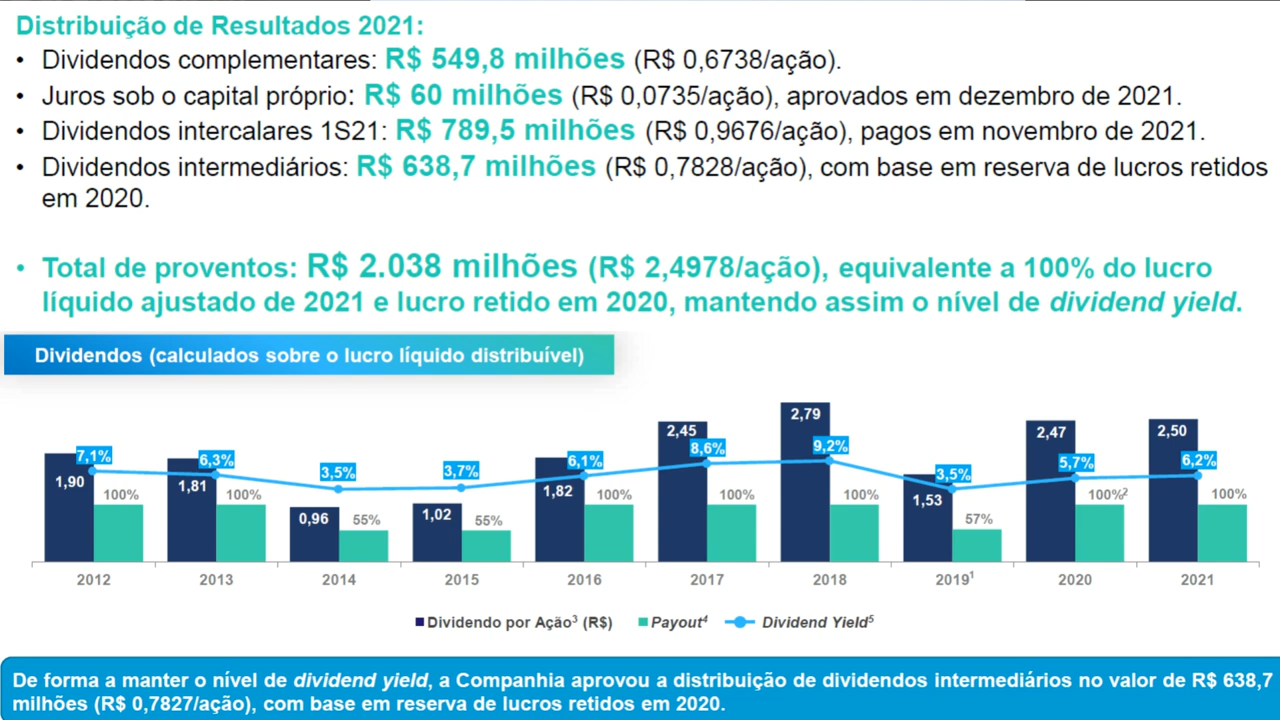 Distribuição de Resultados 2021:
• Dividendos complementares: R$ 549,8 milhões (R$ 0,6738/ação).
• Juros sob o capital próprio: R$ 60 milhões (R$ 0,0735/ação), aprovados em dezembro de 2021.
• Dividendos intercalares 1S21: R$ 789,5 milhões (R$ 0,9676/ação), pagos em novembro de 2021.
• Dividendos intermediários: R$ 638,7 milhões (R$ 0,7828/ação), com base em reserva de lucros retidos
em 2020.
• Total de proventos: R$ 2.038 milhões (R$ 2,4978/ação), equivalente a 100% do lucro
líquido ajustado de 2021 e lucro retido em 2020, mantendo assim o nível de dividend yield.
Dividendos (calculados sobre o lucro líquido distribuível)
2,45 2,79 2,47 2,50
7,1% 6,3% 3,5% 3,7% 6,1% 8,6% 9,2% 3,5% 5,7% 6,2%
1,90 1,81 0,96 1,02 1,82 1,53
100% 100% 55% 55% 100% 100% 100% 57% 100%² 100%
2012 2013 2014 2015 2016 2017 2018 2019¹ 2020 2021
Dividendo por Ação³ (R$) Payout⁴ Dividend Yield⁵
De forma a manter o nível de dividend yield, a Companhia aprovou a distribuição de dividendos intermediários no valor de R$ 638,7
milhões (R$ 0,7827/ação), com base em reserva de lucros retidos em 2020.